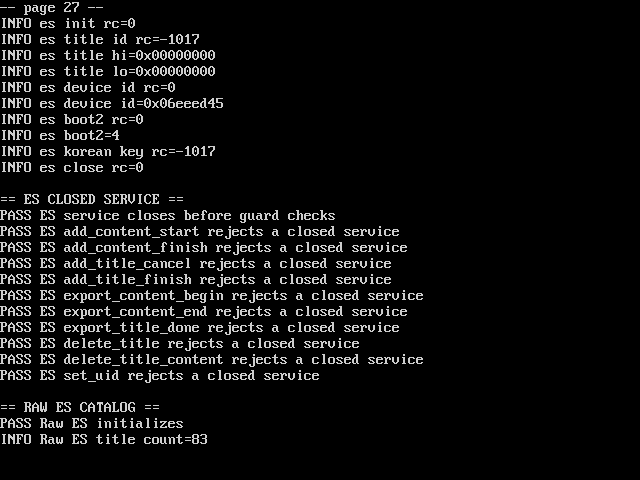 -- page 27 --
INFO es init rc=0
INFO es title id rc=-1017
INFO es title hi=0x00000000
INFO es title lo=0x00000000
INFO es device id rc=0
INFO es device id=0x06eeed45
INFO es boot2 rc=0
INFO es boot2=4
INFO es korean key rc=-1017
INFO es close rc=0
== ES CLOSED SERVICE ==
PASS ES service closes before guard checks
PASS ES add_content_start rejects a closed service
PASS ES add_content_finish rejects a closed service
PASS ES add_title_cancel rejects a closed service
PASS ES add_title_finish rejects a closed service
PASS ES export_content_begin rejects a closed service
PASS ES export_content_end rejects a closed service
PASS ES export_title_done rejects a closed service
PASS ES delete_title rejects a closed service
PASS ES delete_title_content rejects a closed service
PASS ES set_uid rejects a closed service
== RAW ES CATALOG ==
PASS Raw ES initializes
INFO Raw ES title count=83